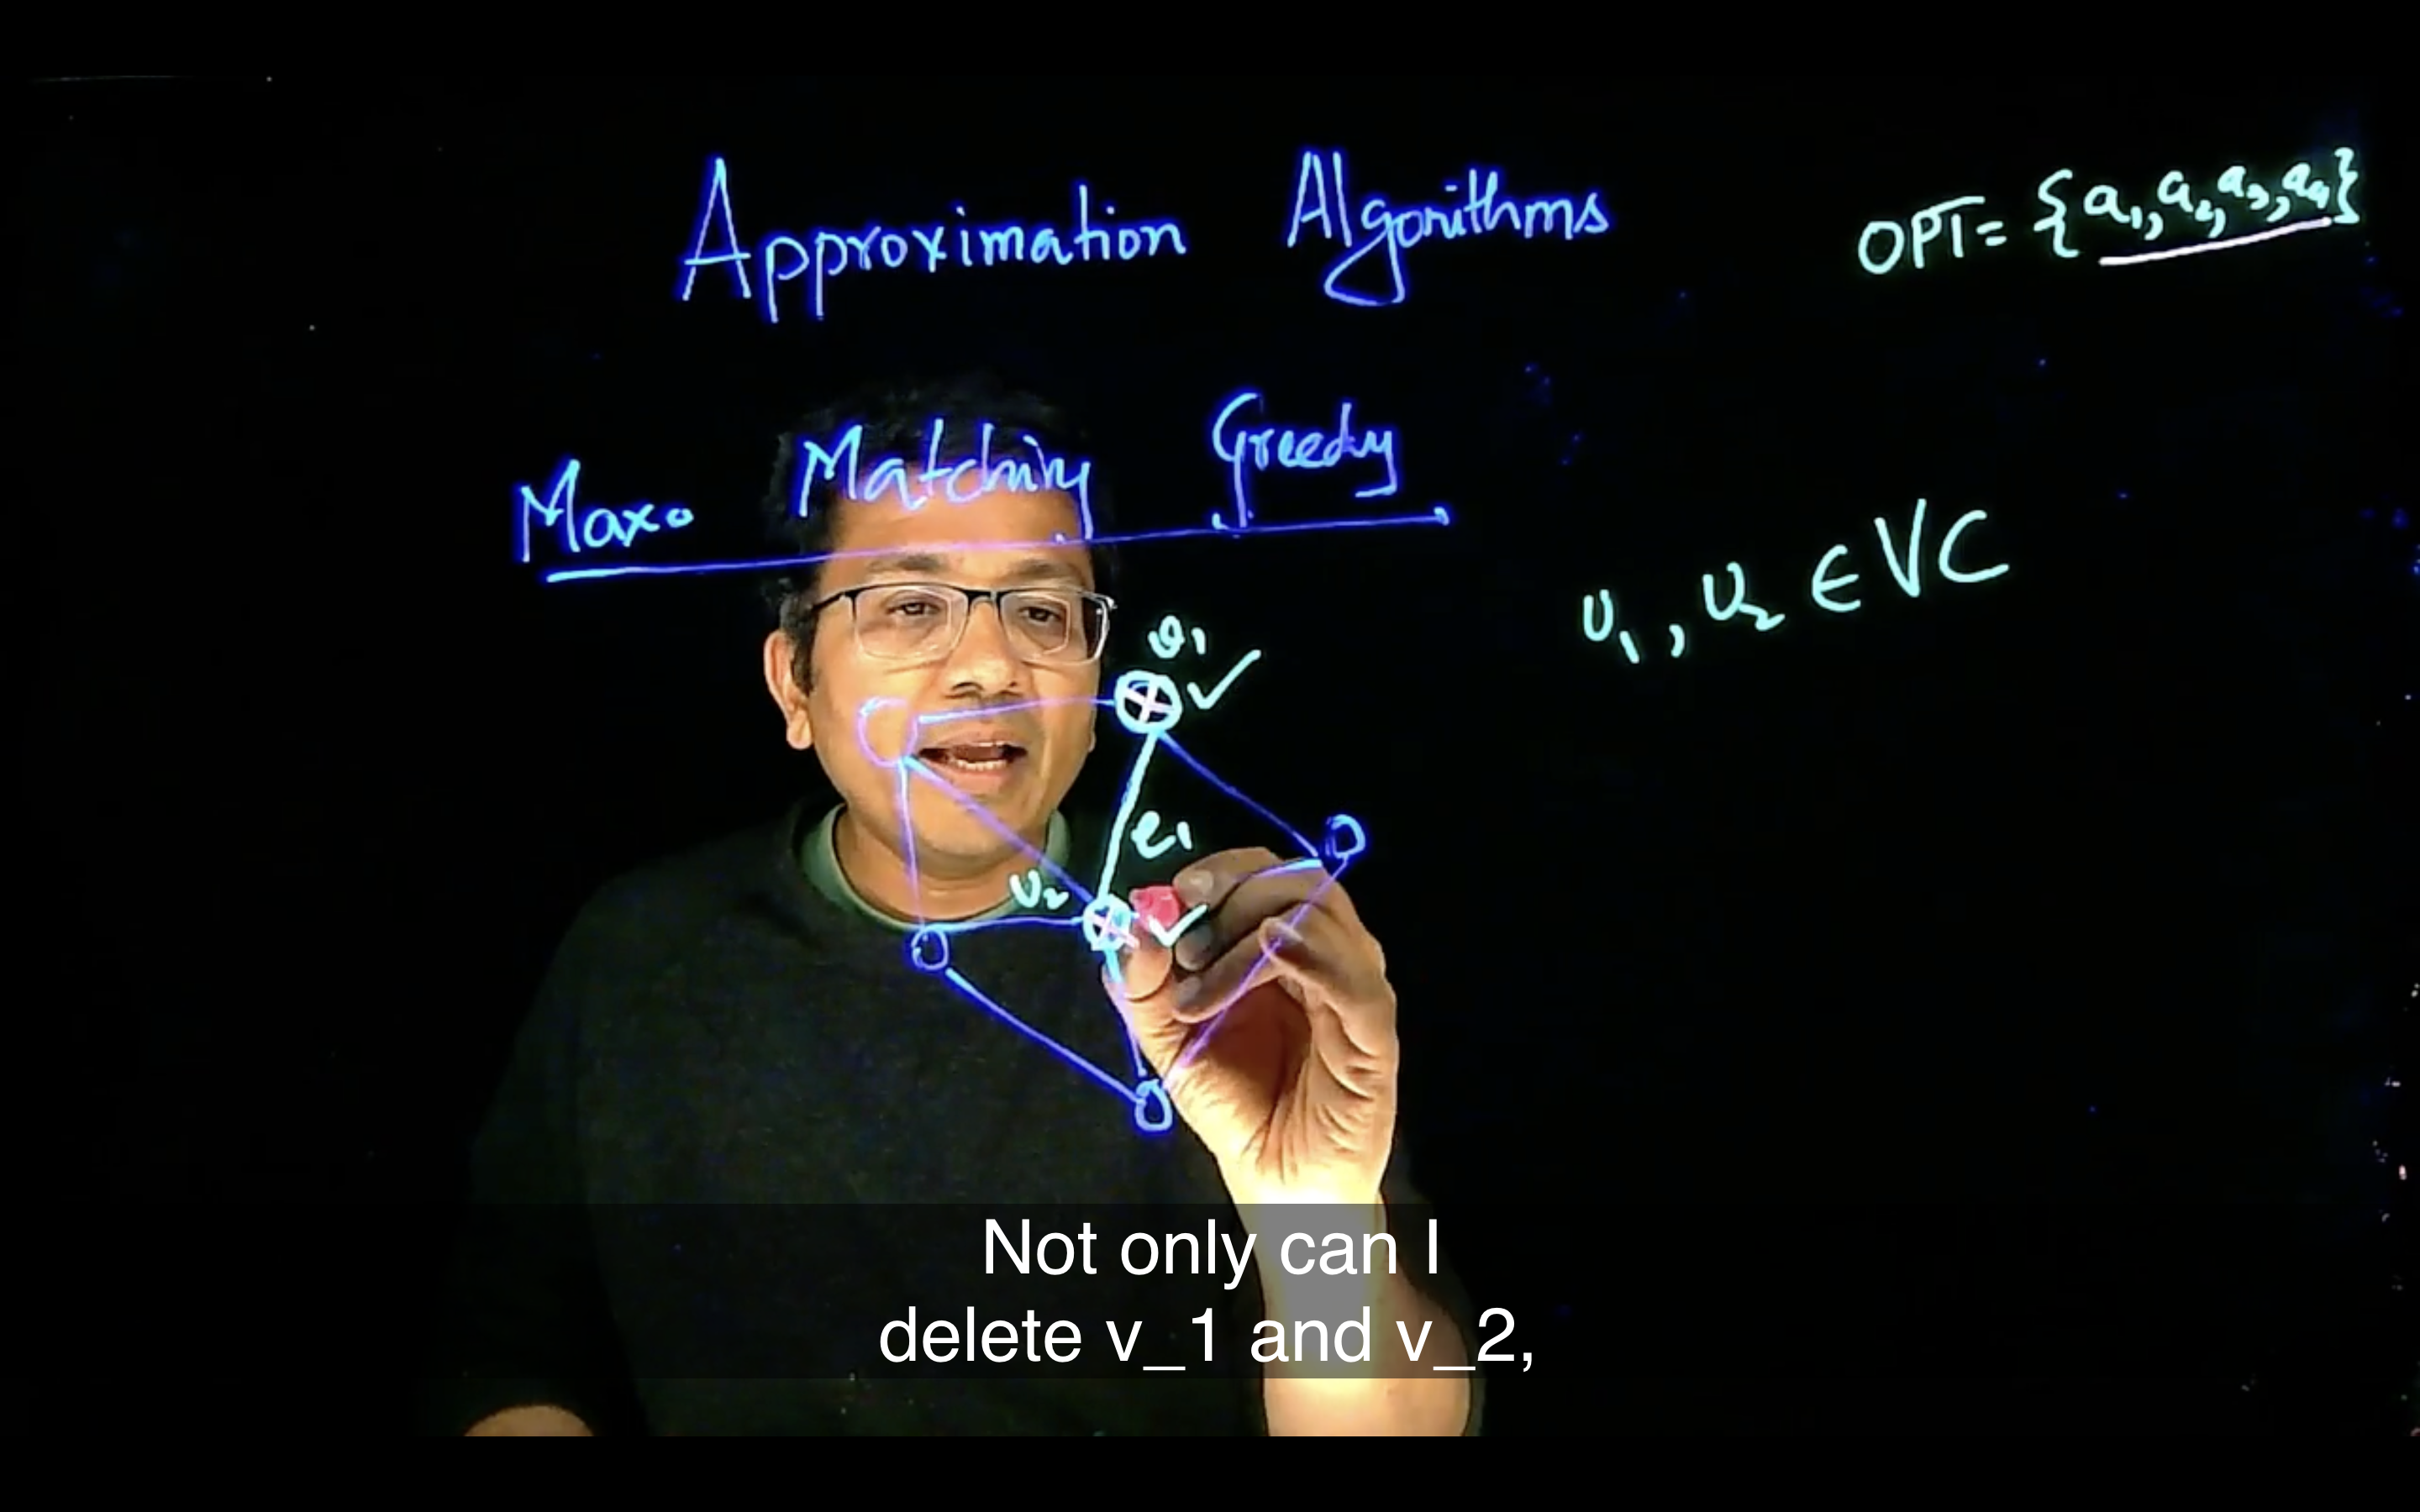 Approximation Algorithms
OPT = {a₁, a₂, a₃, a₄}
Max. Matching Greedy
v₁, v₂ ∈ VC
v₁ ✓
e₁
v₂ ✓
Not only can I
delete v_1 and v_2,